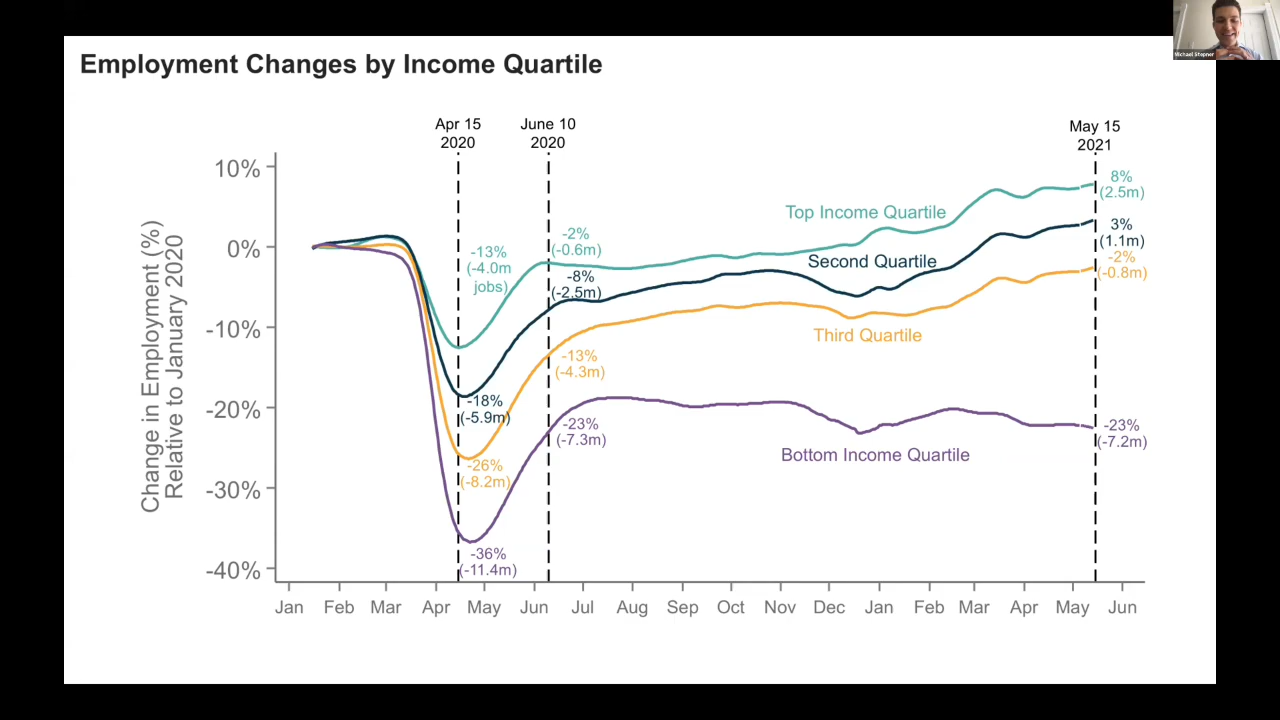 Michael Stepner
Employment Changes by Income Quartile
Apr 15
2020
June 10
2020
May 15
2021
Change in Employment (%)
Relative to January 2020
10%
0%
-10%
-20%
-30%
-40%
-13%
(-4.0m
jobs)
-2%
(-0.6m)
-8%
(-2.5m)
-18%
(-5.9m)
-13%
(-4.3m)
-26%
(-8.2m)
-23%
(-7.3m)
-36%
(-11.4m)
Top Income Quartile
Second Quartile
Third Quartile
Bottom Income Quartile
8%
(2.5m)
3%
(1.1m)
-2%
(-0.8m)
-23%
(-7.2m)
Jan Feb Mar Apr May Jun Jul Aug Sep Oct Nov Dec Jan Feb Mar Apr May Jun